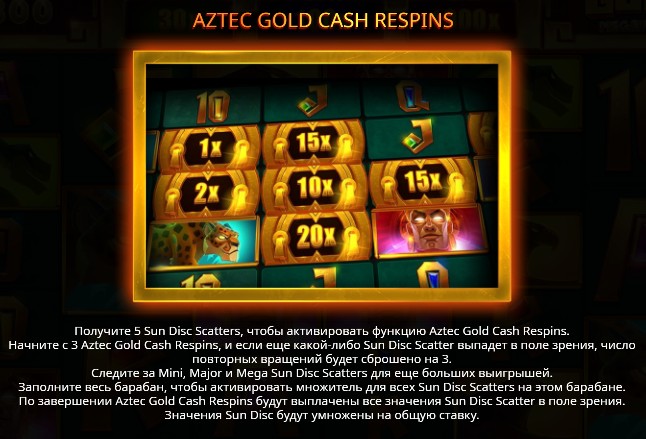 AZTEC GOLD CASH RESPINS
10 J Q
1x 15x J
2x 10x 15x
20x
10 J Q
Получите 5 Sun Disc Scatters, чтобы активировать функцию Aztec Gold Cash Respins.
Начните с 3 Aztec Gold Cash Respins, и если еще какой-либо Sun Disc Scatter выпадет в поле зрения, число
повторных вращений будет сброшено на 3.
Следите за Mini, Major и Mega Sun Disc Scatters для еще больших выигрышей.
Заполните весь барабан, чтобы активировать множитель для всех Sun Disc Scatters на этом барабане.
По завершении Aztec Gold Cash Respins будут выплачены все значения Sun Disc Scatter в поле зрения.
Значения Sun Disc будут умножены на общую ставку.